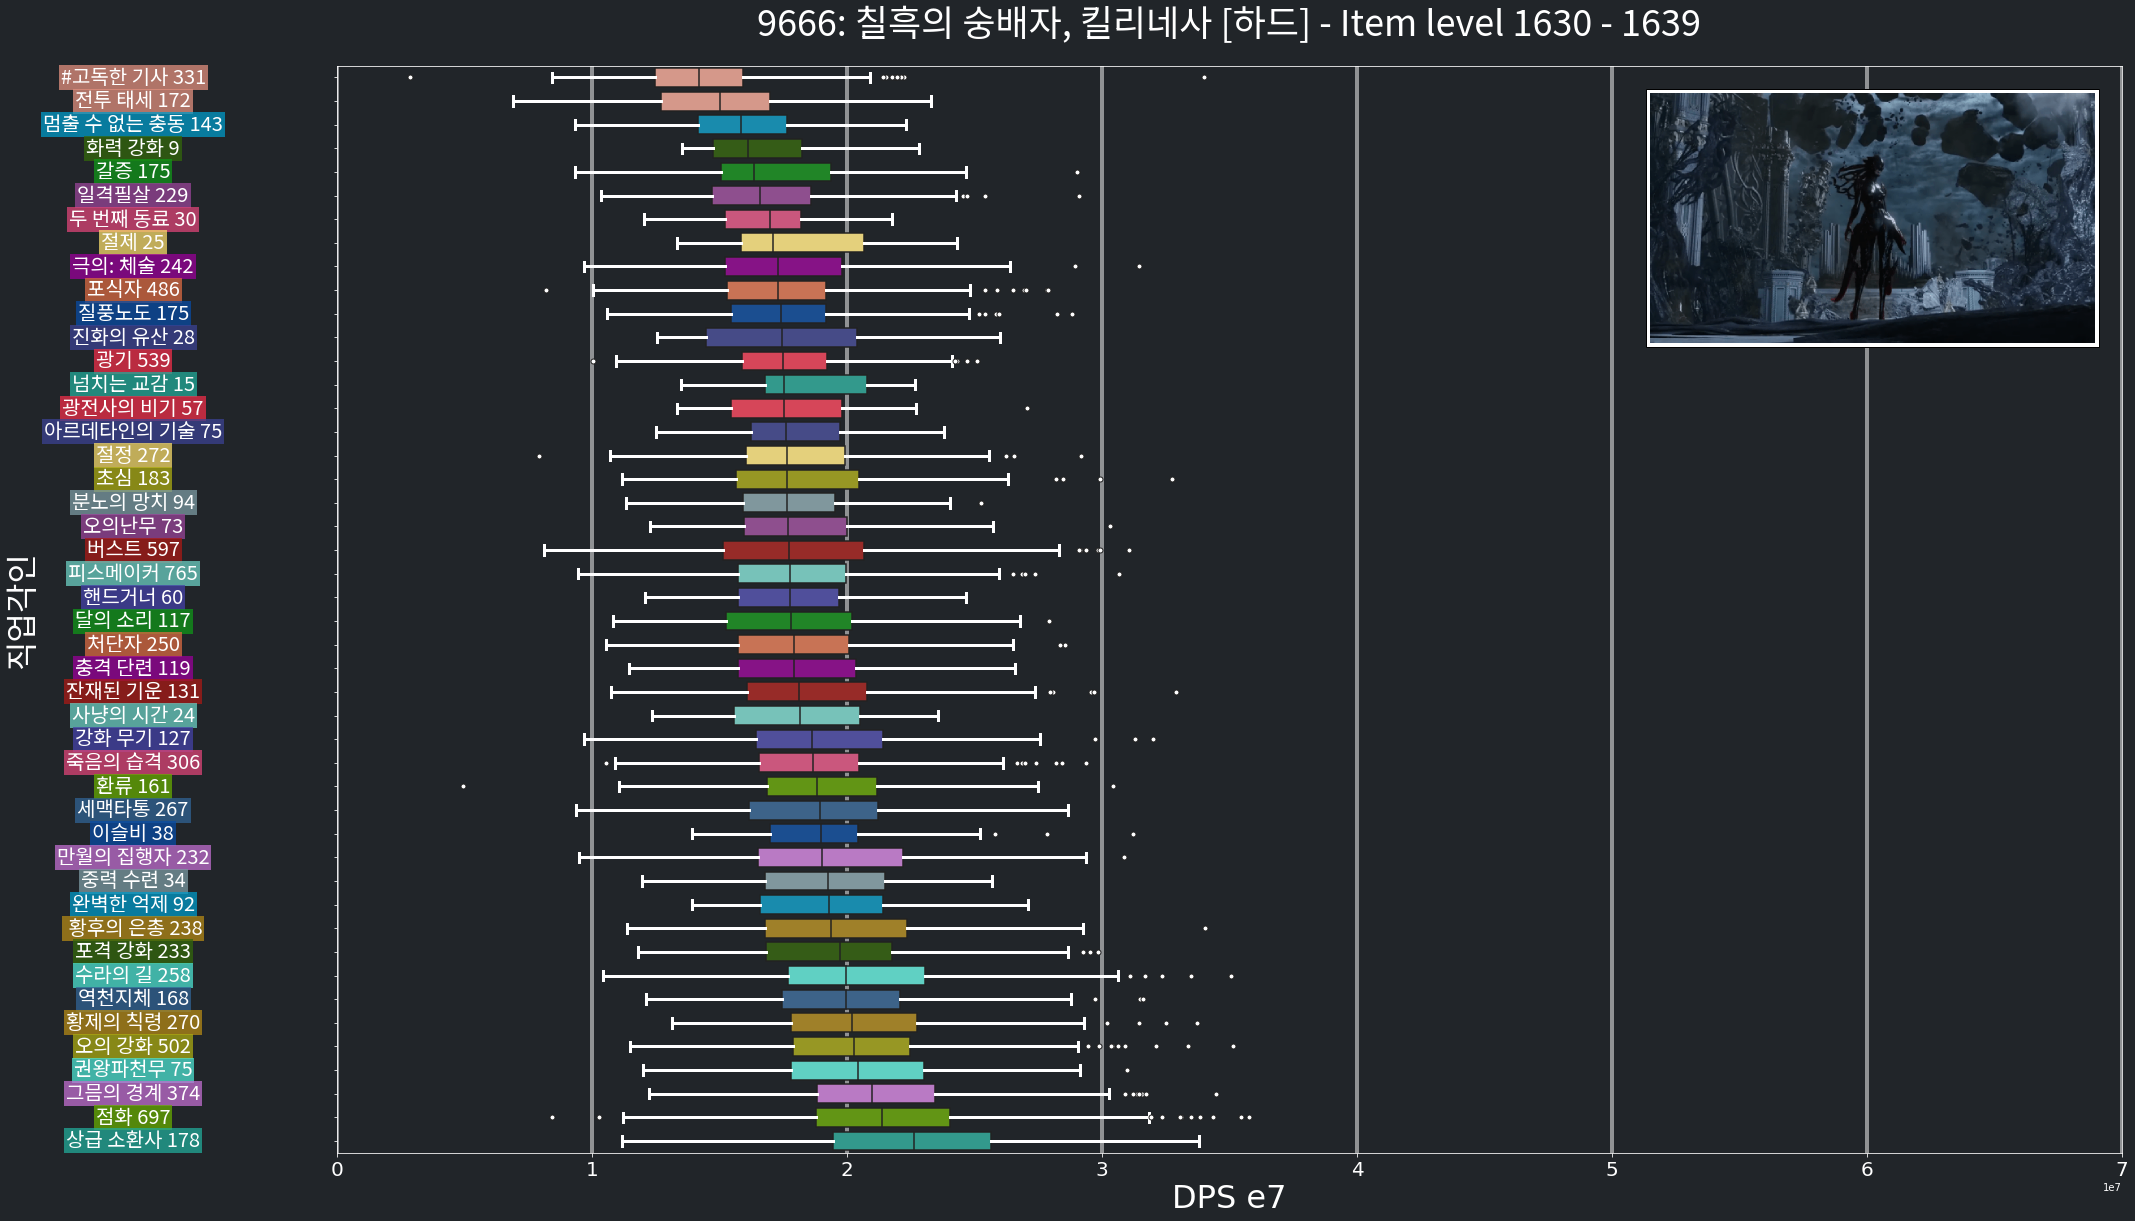 9666: 칠흑의 숭배자, 킬리네사 [하드] - Item level 1630 - 1639
#고독한 기사 331
전투 태세 172
멈출 수 없는 충동 143
화력 강화 9
갈증 175
일격필살 229
두 번째 동료 30
절제 25
극의: 체술 242
포식자 486
질풍노도 175
진화의 유산 28
광기 539
넘치는 교감 15
광전사의 비기 57
아르데타인의 기술 75
절정 272
초심 183
분노의 망치 94
오의난무 73
버스트 597
피스메이커 765
핸드거너 60
달의 소리 117
처단자 250
충격 단련 119
잔재된 기운 131
사냥의 시간 24
강화 무기 127
죽음의 습격 306
환류 161
세맥타통 267
이슬비 38
만월의 집행자 232
중력 수련 34
완벽한 억제 92
황후의 은총 238
포격 강화 233
수라의 길 258
역천지체 168
황제의 칙령 270
오의 강화 502
권왕파천무 75
그믐의 경계 374
점화 697
상급 소환사 178
직업각인
0 1 2 3 4 5 6 7
1e7
DPS e7